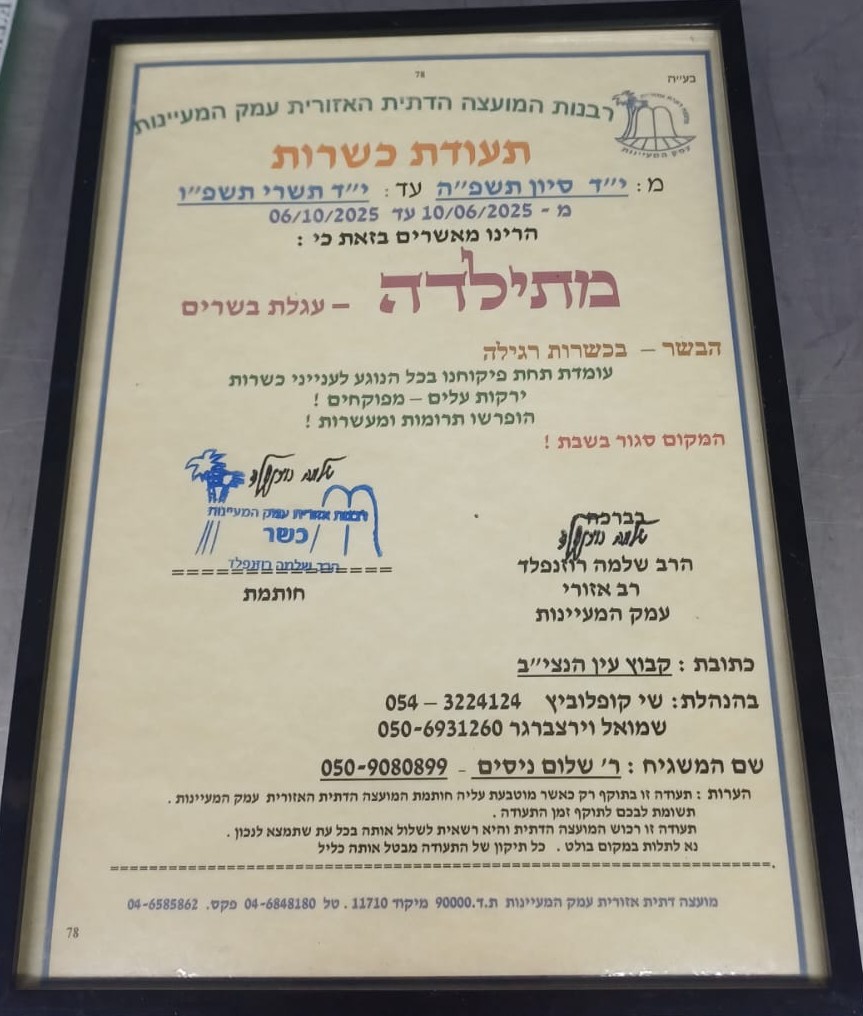 78
בעייה
רבנות המועצה הדתית האזורית עמק המעיינות
עמק המעיינות
תעודת כשרות
מ: י״ד סיון תשפ״ה עד: י״ד תשרי תשפ״ו
מ - 10/06/2025 עד 06/10/2025
הרינו מאשרים בזאת כי :
מתילדה – עגלת בשרים
הבשר – בכשרות רגילה
עומדת תחת פיקוחנו בכל הנוגע לענייני כשרות
ירקות עלים – מפוקחים !
הופרשו תרומות ומעשרות !
המקום סגור בשבת !
רבנות אזורית עמק המעיינות
כשר
הרב שלמה רוזנפלד
==================
חותמת
בברכה
הרב שלמה רוזנפלד
רב אזורי
עמק המעיינות
כתובת : קבוץ עין הנצי״ב
בהנהלת: שי קופלוביץ 054 – 3224124
שמואל וירצברגר 050-6931260
שם המשגיח : ר׳ שלום ניסים - 050-9080899
הערות : תעודה זו בתוקף רק כאשר מוטבעת עליה חותמת המועצה הדתית האזורית עמק המעיינות .
תשומת לבכם לתוקף זמן התעודה .
תעודה זו רכוש המועצה הדתית והיא רשאית לשלול אותה בכל עת שתמצא לנכון .
נא לתלות במקום בולט . כל תיקון של התעודה מבטל אותה כליל
מועצה דתית אזורית עמק המעיינות ת.ד.90000 מיקוד 11710 . טל 04-6848180 פקס. 04-6585862
78